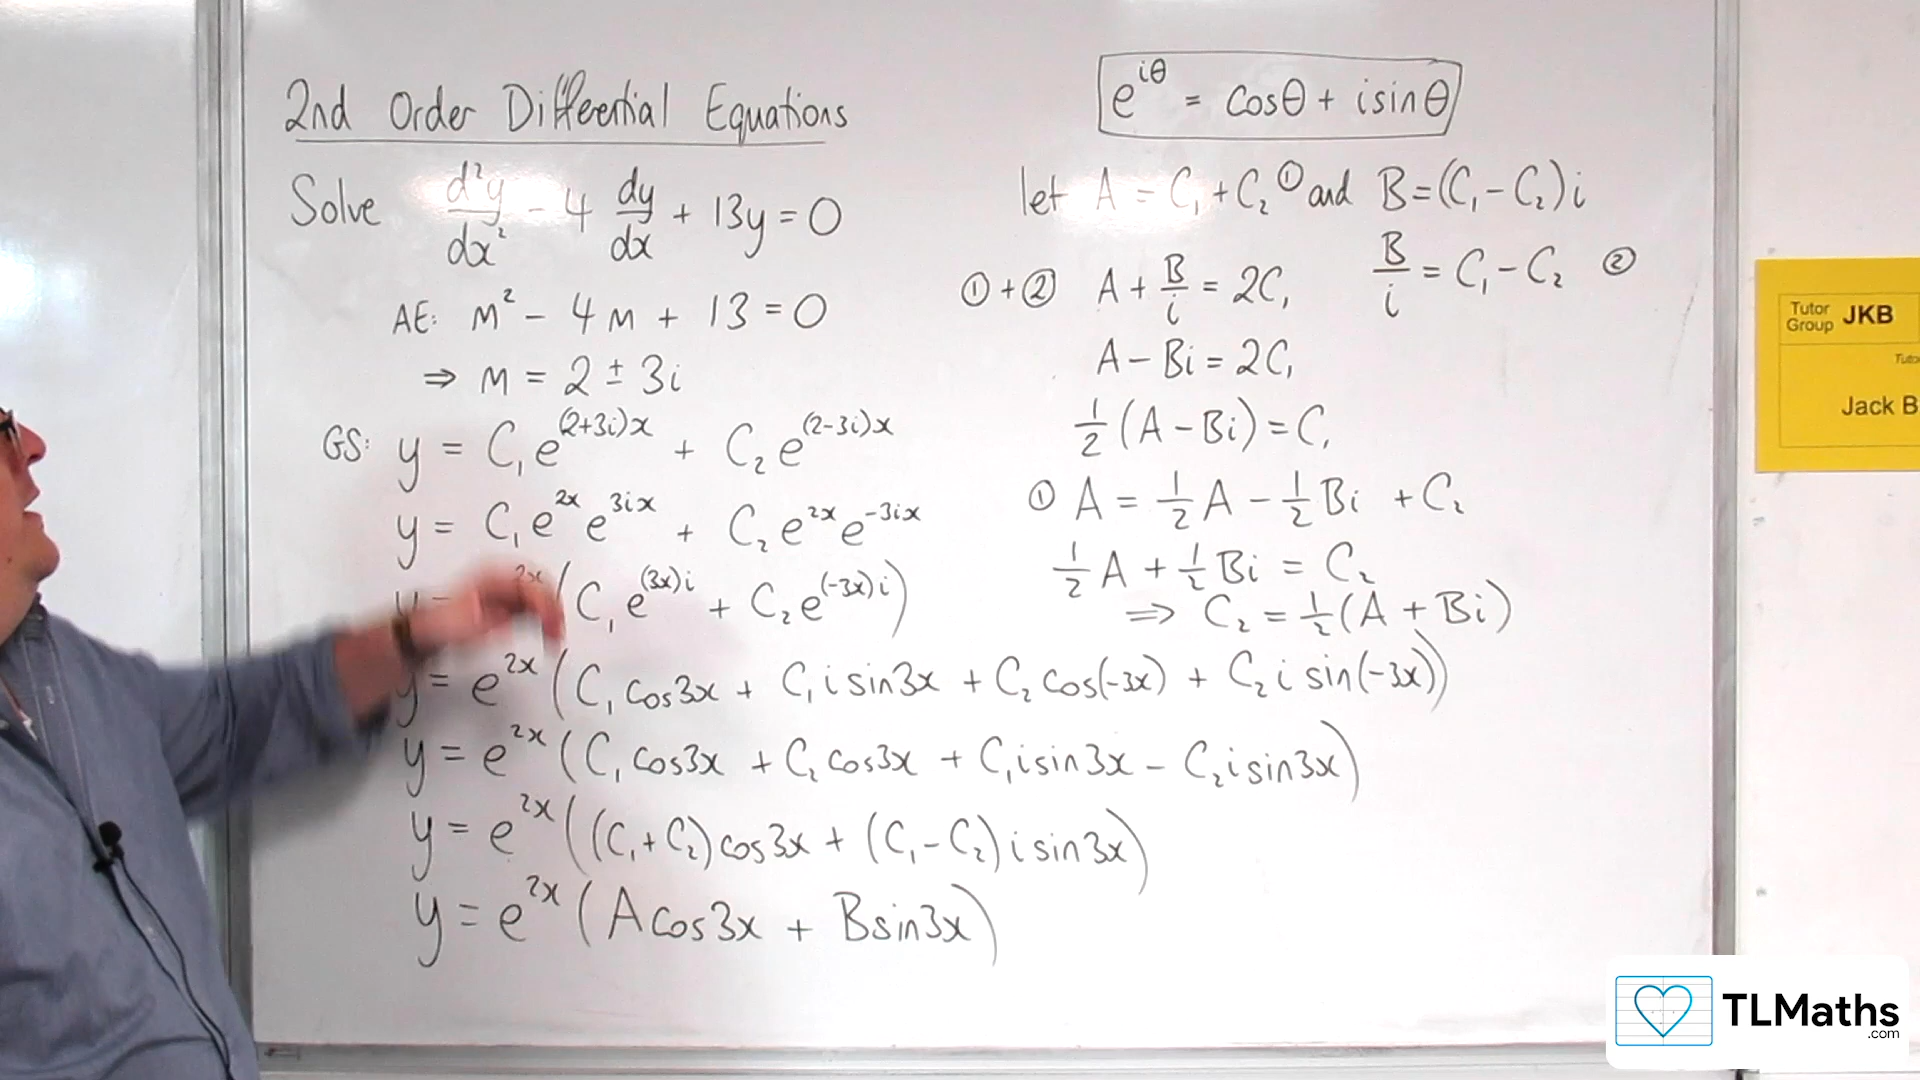 2nd Order Differential Equations
Solve d²y/dx² - 4 dy/dx + 13y = 0
AE: m² - 4m + 13 = 0
⇒ m = 2 ± 3i
GS: y = C₁e^(2+3i)x + C₂e^(2-3i)x
y = C₁e^2x e^3ix + C₂e^2x e^-3ix
y = ^2x (C₁e^(3x)i + C₂e^(-3x)i)
y = e^2x (C₁cos3x + C₁isin3x + C₂cos(-3x) + C₂i sin(-3x))
y = e^2x (C₁cos3x + C₂cos3x + C₁isin3x - C₂isin3x)
y = e^2x ((C₁+C₂)cos3x + (C₁-C₂)isin3x)
y = e^2x (Acos3x + Bsin3x)
e^iθ = cosθ + isinθ
let A = C₁+C₂ ① and B = (C₁-C₂)i
B/i = C₁-C₂ ②
①+② A + B/i = 2C₁
A - Bi = 2C₁
½(A - Bi) = C₁
① A = ½A - ½Bi + C₂
½A + ½Bi = C₂
⇒ C₂ = ½(A + Bi)
Tutor Group JKB
Jack B
TLMaths
.com